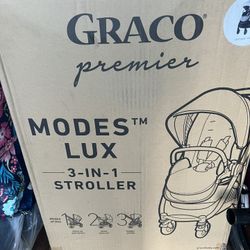 GRACO
premier
MODES™
LUX
3-IN-1
STROLLER